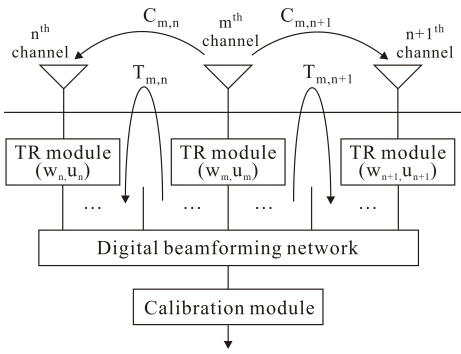 C_{m,n} m^{th} channel C_{m,n+1}
n^{th} channel n+1^{th} channel
T_{m,n} T_{m,n+1}
TR module TR module TR module
(w_n,u_n) (w_m,u_m) (w_{n+1},u_{n+1})
... ... ... ...
Digital beamforming network
Calibration module